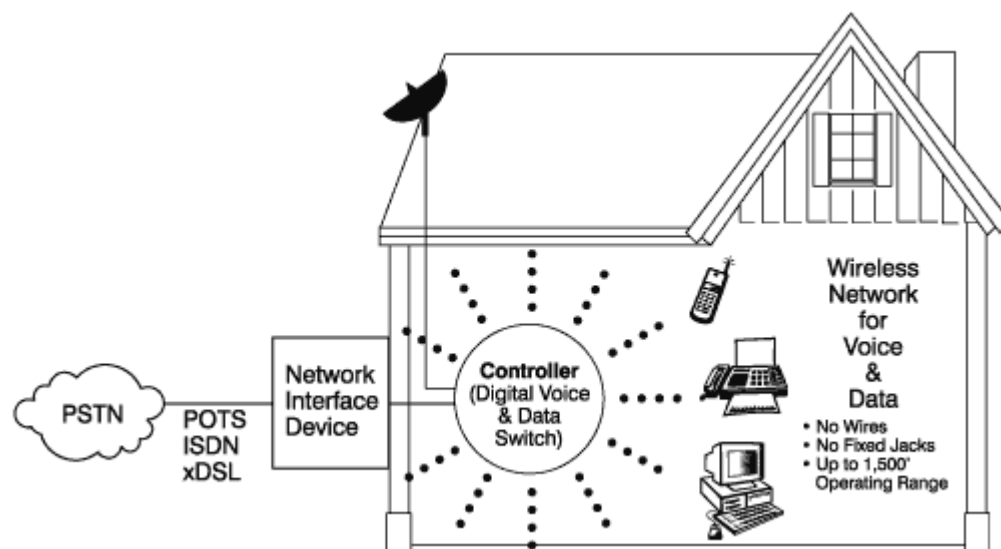 PSTN
POTS
ISDN
xDSL
Network
Interface
Device
Controller
(Digital Voice
& Data
Switch)
Wireless
Network
for
Voice
&
Data
• No Wires
• No Fixed Jacks
• Up to 1,500'
Operating Range